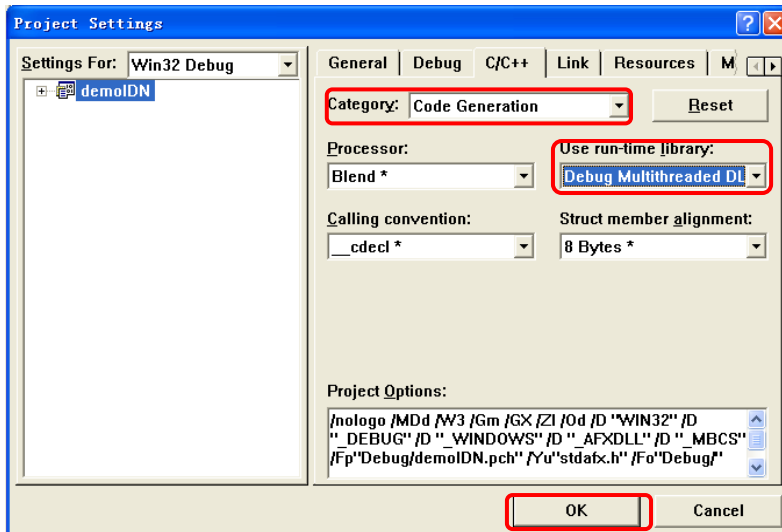 Project Settings
Settings For: Win32 Debug
demoIDN
General Debug C/C++ Link Resources M
Category: Code Generation
Reset
Processor:
Use run-time library:
Blend *
Debug Multithreaded DL
Calling convention:
Struct member alignment:
__cdecl *
8 Bytes *
Project Options:
/nologo /MDd /W3 /Gm /GX /ZI /Od /D "WIN32" /D
"_DEBUG" /D "_WINDOWS" /D "_AFXDLL" /D "_MBCS"
/Fp"Debug/demoIDN.pch" /Yu"stdafx.h" /Fo"Debug/"
OK
Cancel